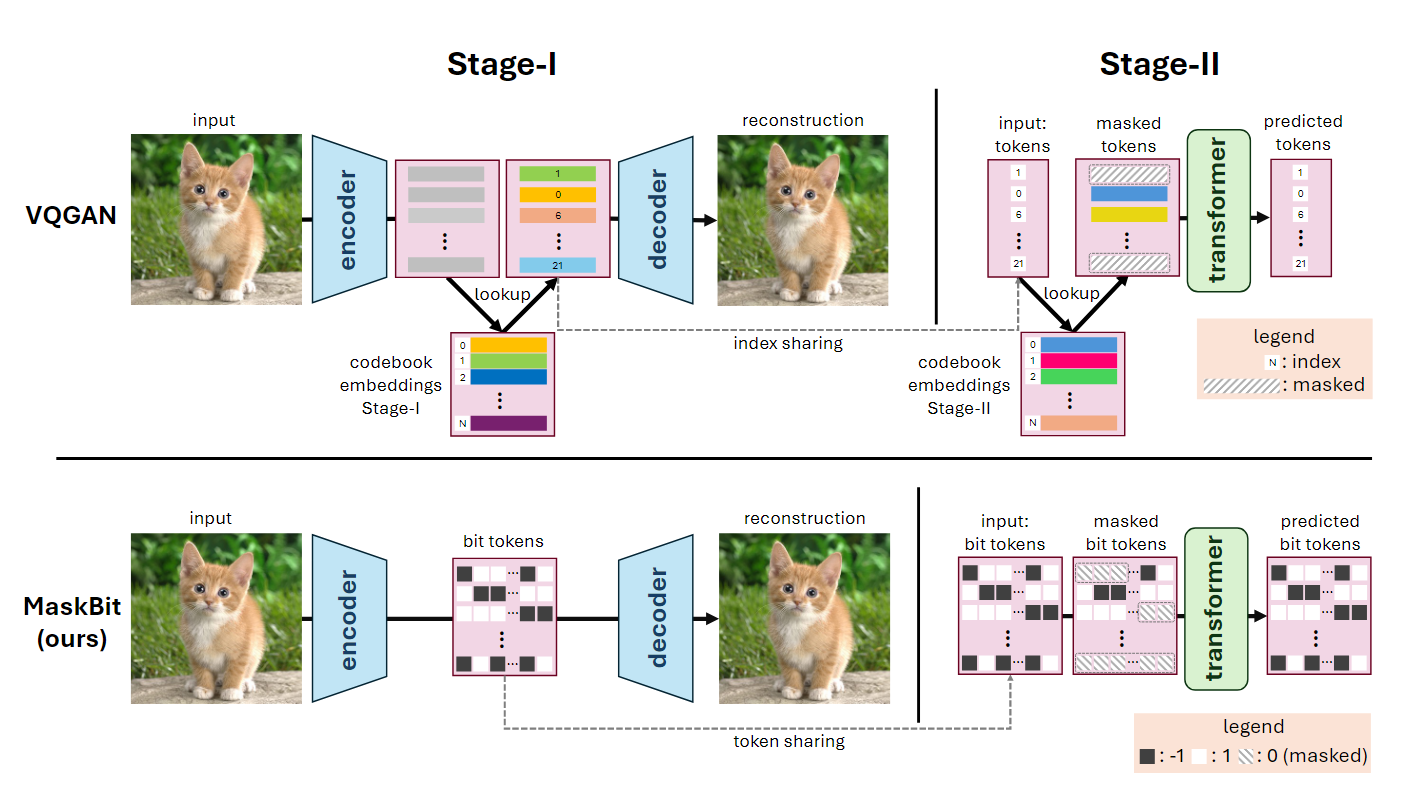 Stage-I
Stage-II
VQGAN
input
encoder
1
0
6
21
decoder
reconstruction
lookup
0
1
2
N
codebook
embeddings
Stage-I
index sharing
input:
tokens
1
0
6
21
masked
tokens
transformer
predicted
tokens
1
0
6
21
lookup
codebook
embeddings
Stage-II
0
1
2
N
legend
N : index
: masked
MaskBit
(ours)
input
encoder
bit tokens
decoder
reconstruction
token sharing
input:
bit tokens
masked
bit tokens
transformer
predicted
bit tokens
legend
: -1 : 1 : 0 (masked)